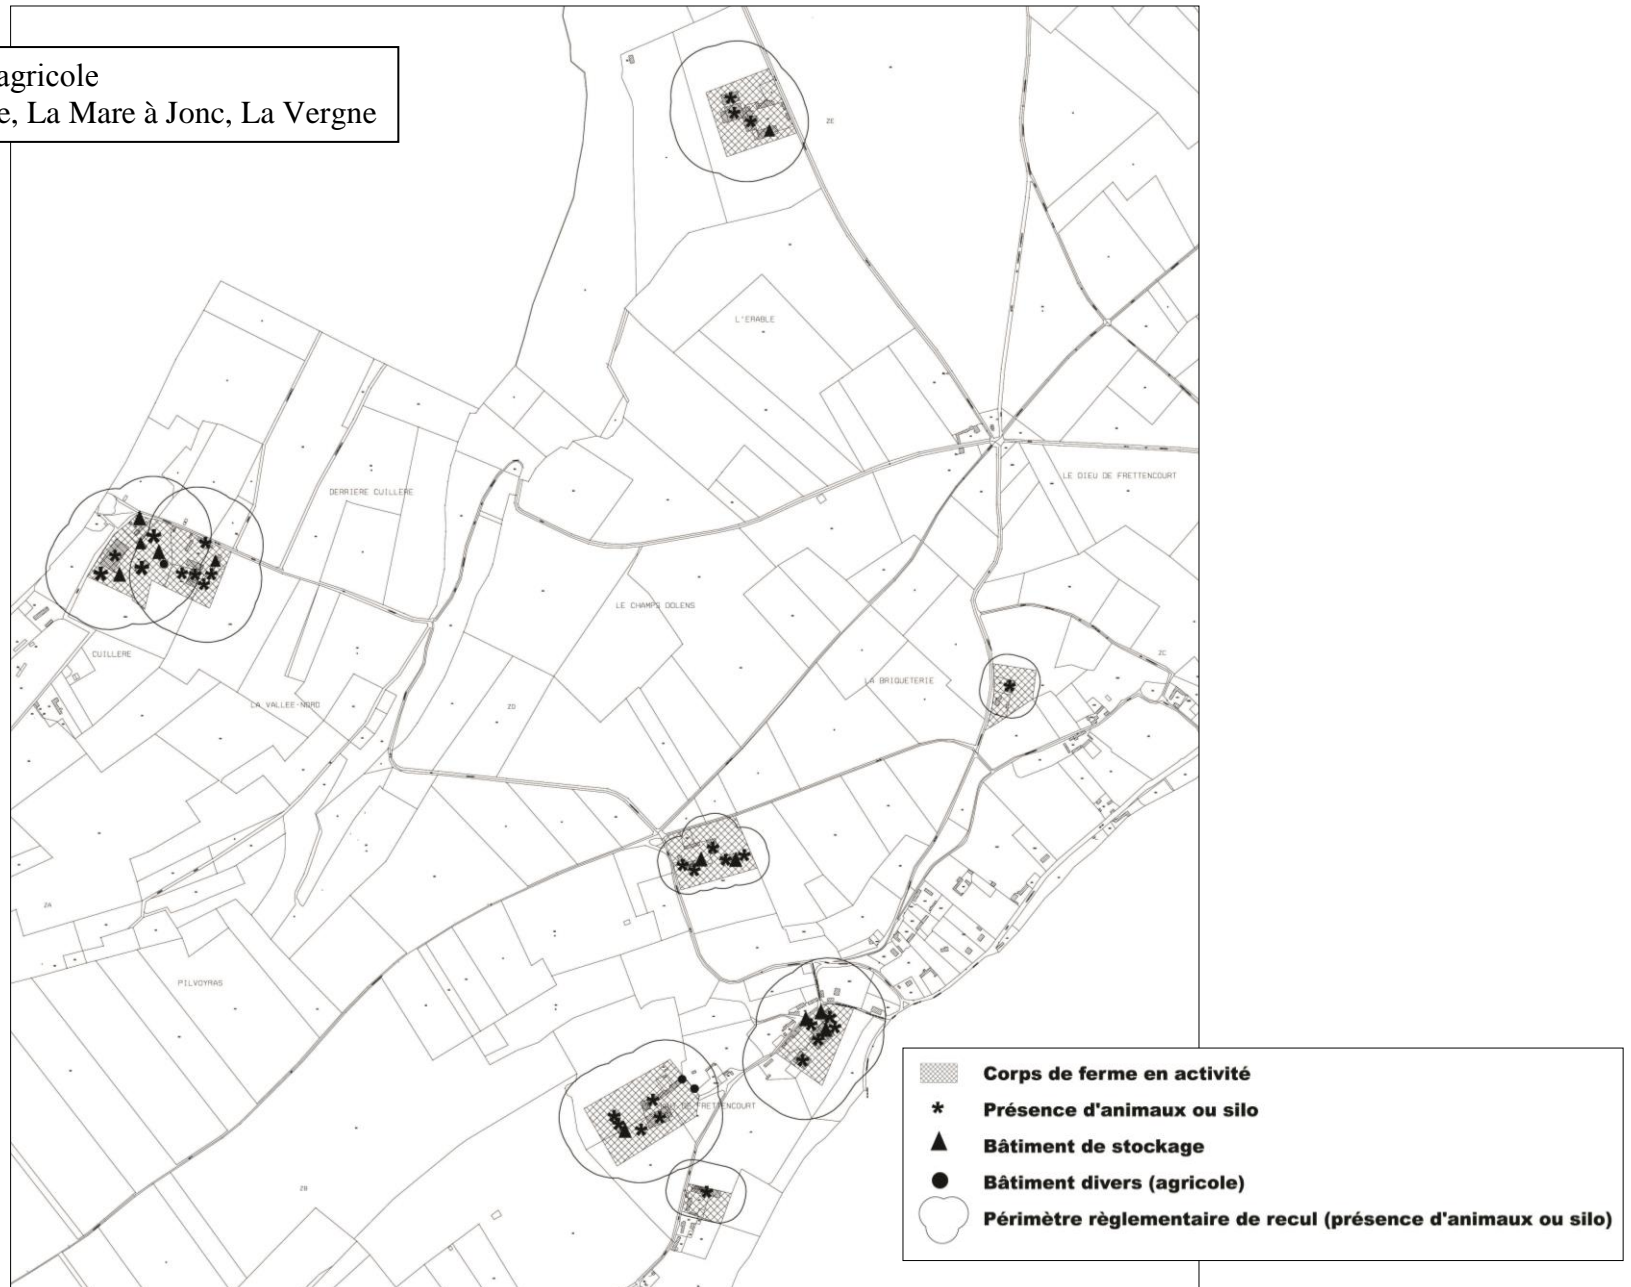 agricole
e, La Mare à Jonc, La Vergne
ZE
L'ERABLE
LE DIEU DE FRETTENCOURT
DERRIERE CUILLERE
LE CHAMPS DOLENS
ZC
CUILLERE
LA BRIQUETERIE
LA VALLEE-NORD
ZD
ZA
PILVOYRAS
FRETTENCOURT
ZB
Corps de ferme en activité
Présence d'animaux ou silo
Bâtiment de stockage
Bâtiment divers (agricole)
Périmètre règlementaire de recul (présence d'animaux ou silo)